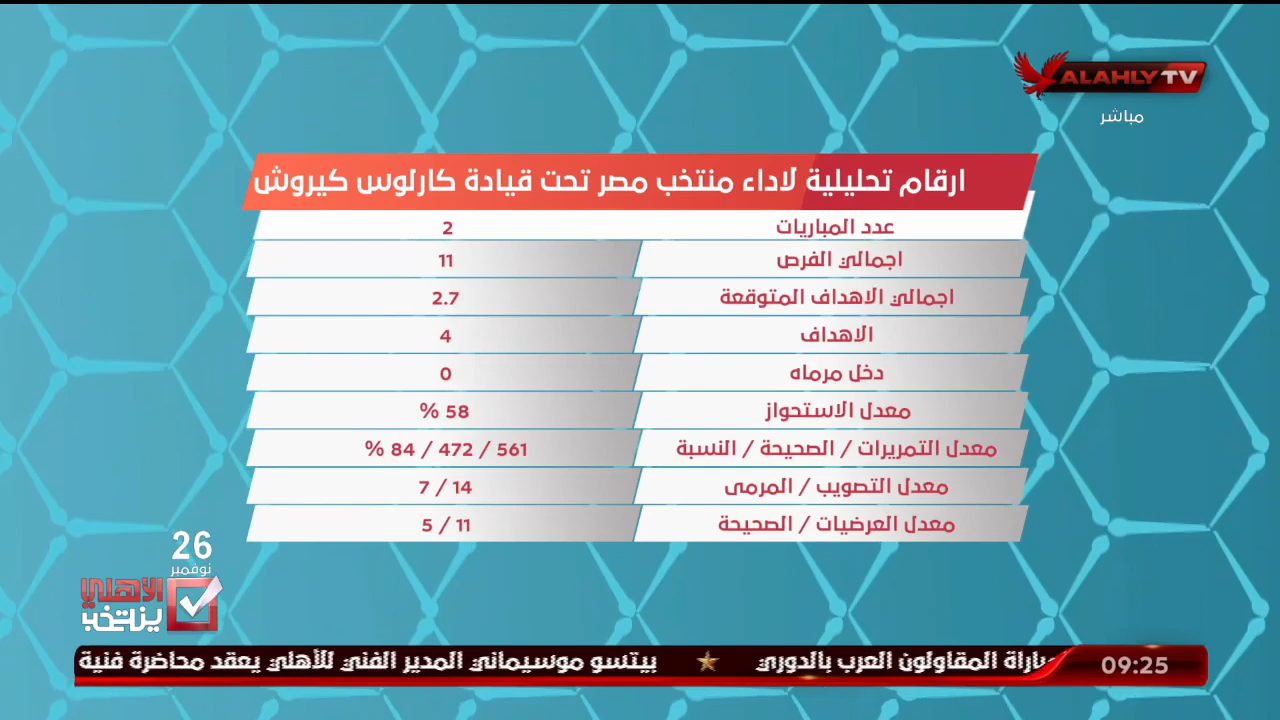 ALAHLY TV
مباشر
ارقام تحليلية لاداء منتخب مصر تحت قيادة كارلوس كيروش
عدد المباريات 2
اجمالي الفرص 11
اجمالي الاهداف المتوقعة 2.7
الاهداف 4
دخل مرماه 0
معدل الاستحواز 58 %
معدل التمريرات / الصحيحة / النسبة 561 / 472 / 84 %
معدل التصويب / المرمى 14 / 7
معدل العرضيات / الصحيحة 11 / 5
26
نوفمبر
الأهلي
ينتخب
09:25 مباراة المقاولون العرب بالدوري ★ بيتسو موسيماني المدير الفني للأهلي يعقد محاضرة فنية